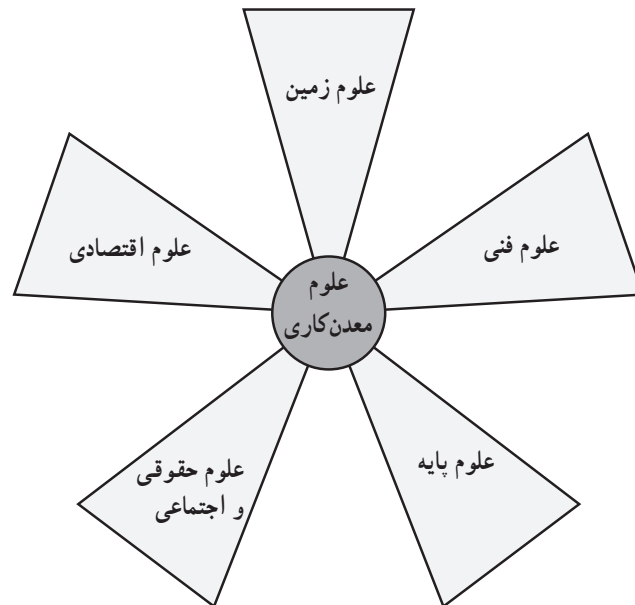 علوم زمین
علوم فنی
علوم اقتصادی
علوم
معدن‌کاری
علوم پایه
علوم حقوقی
و اجتماعی